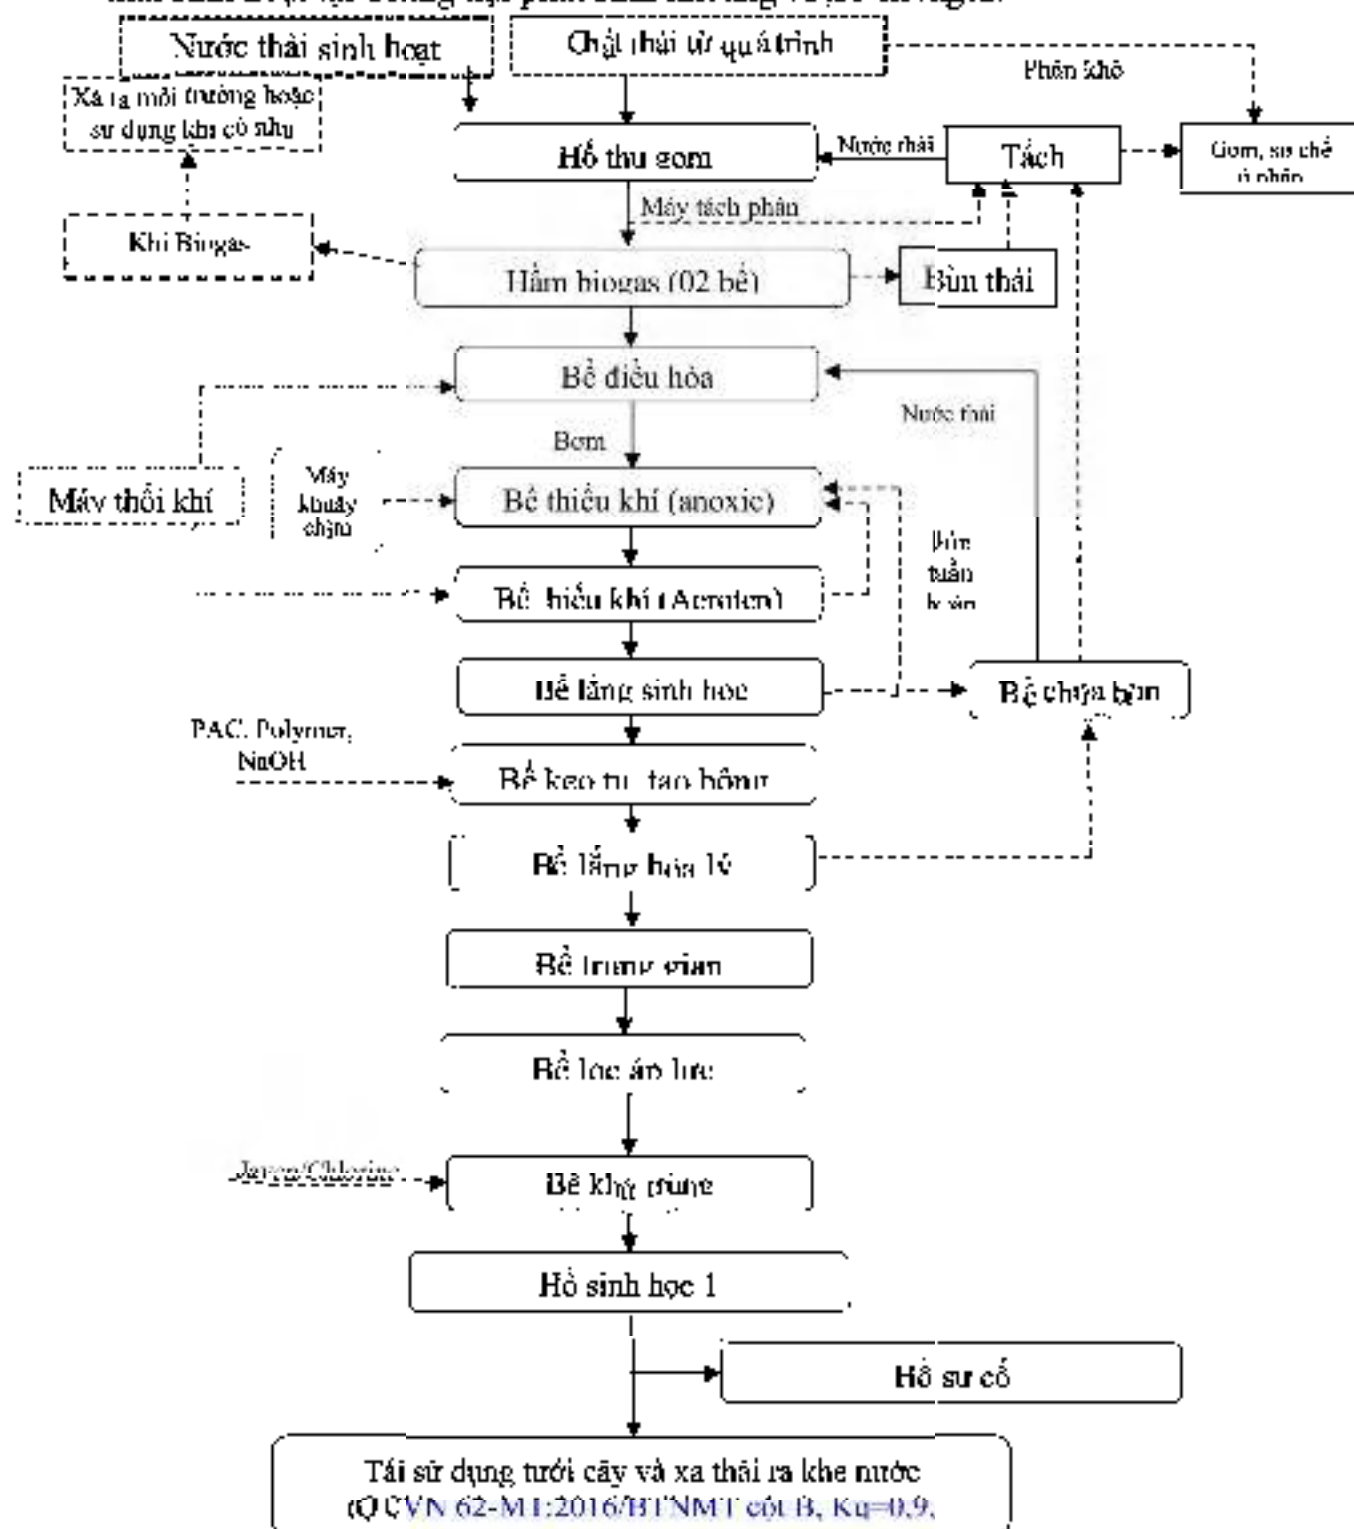 Nước thải sinh hoạt
Chất thải từ quá trình
Phân khô
Xả ra môi trường hoặc
sử dụng khi có nhu
Hố thu gom
Nước thải
Tách
Gom, sơ chế
ủ phân
Máy tách phân
Khí Biogas
Hầm biogas (02 bể)
Bùn thải
Bể điều hòa
Nước thải
Bơm
Máy thổi khí
Máy
khuấy
chìm
Bể thiếu khí (anoxic)
Bùn
tuần
hoàn
Bể hiếu khí (Aeroten)
Bể lắng sinh học
Bể chứa bùn
PAC, Polymer,
NaOH
Bể keo tụ tạo bông
Bể lắng hóa lý
Bể trung gian
Bể lọc áp lực
Javen/Chlorine
Bể khử trùng
Hồ sinh học 1
Hồ sự cố
Tái sử dụng tưới cây và xả thải ra khe nước
(QCVN 62-MT:2016/BTNMT cột B, Kq=0,9,